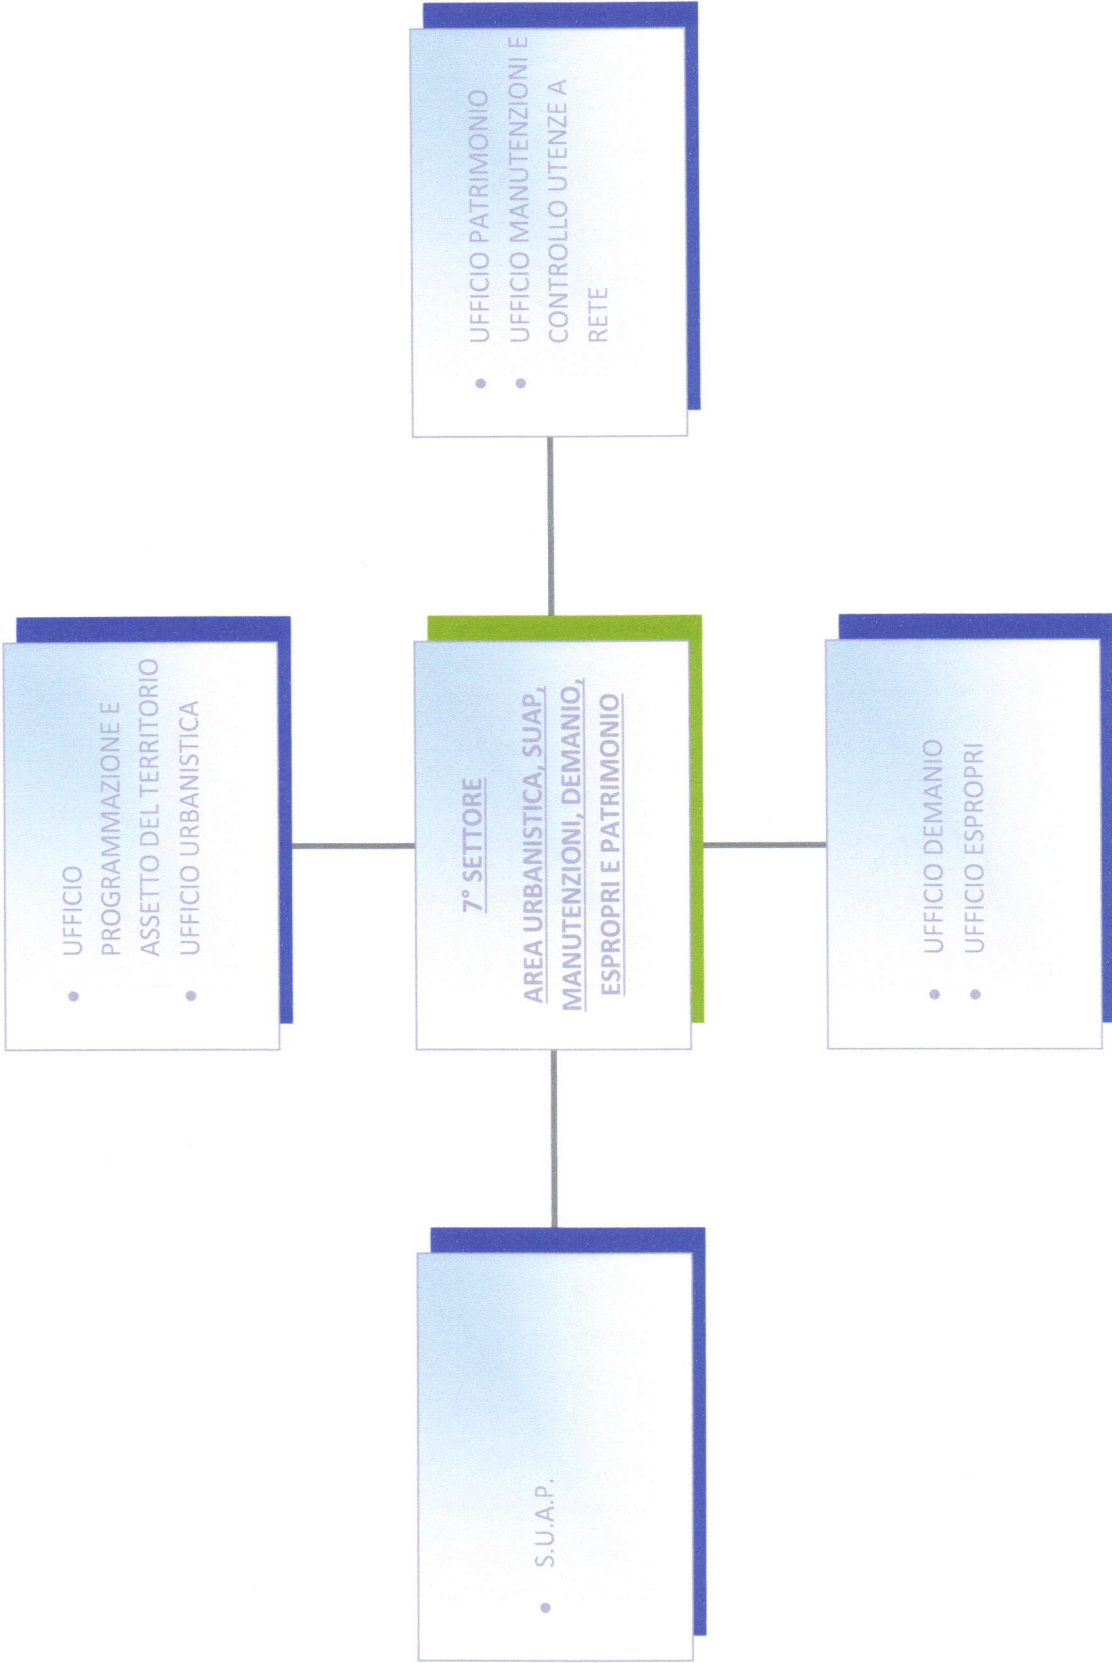 UFFICIO
PROGRAMMAZIONE E
ASSETTO DEL TERRITORIO
UFFICIO URBANISTICA
S.U.A.P.
7° SETTORE
AREA URBANISTICA, SUAP,
MANUTENZIONI, DEMANIO,
ESPROPRI E PATRIMONIO
UFFICIO PATRIMONIO
UFFICIO MANUTENZIONI E
CONTROLLO UTENZE A
RETE
UFFICIO DEMANIO
UFFICIO ESPROPRI